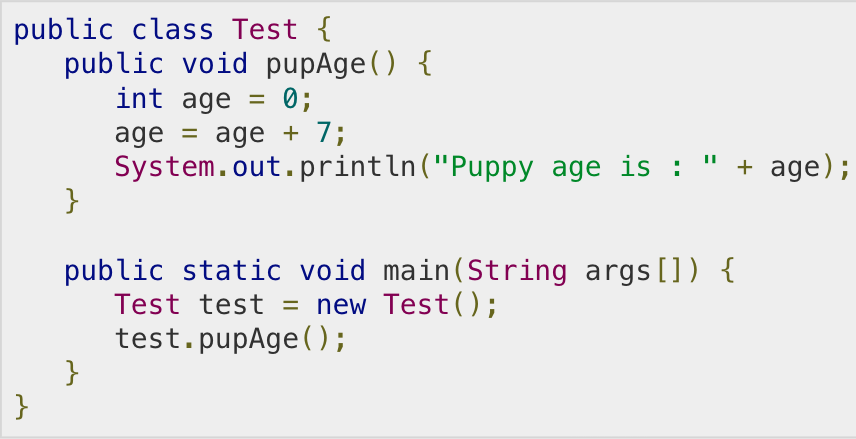 public class Test {
   public void pupAge() {
      int age = 0;
      age = age + 7;
      System.out.println("Puppy age is : " + age);
   }

   public static void main(String args[]) {
      Test test = new Test();
      test.pupAge();
   }
}